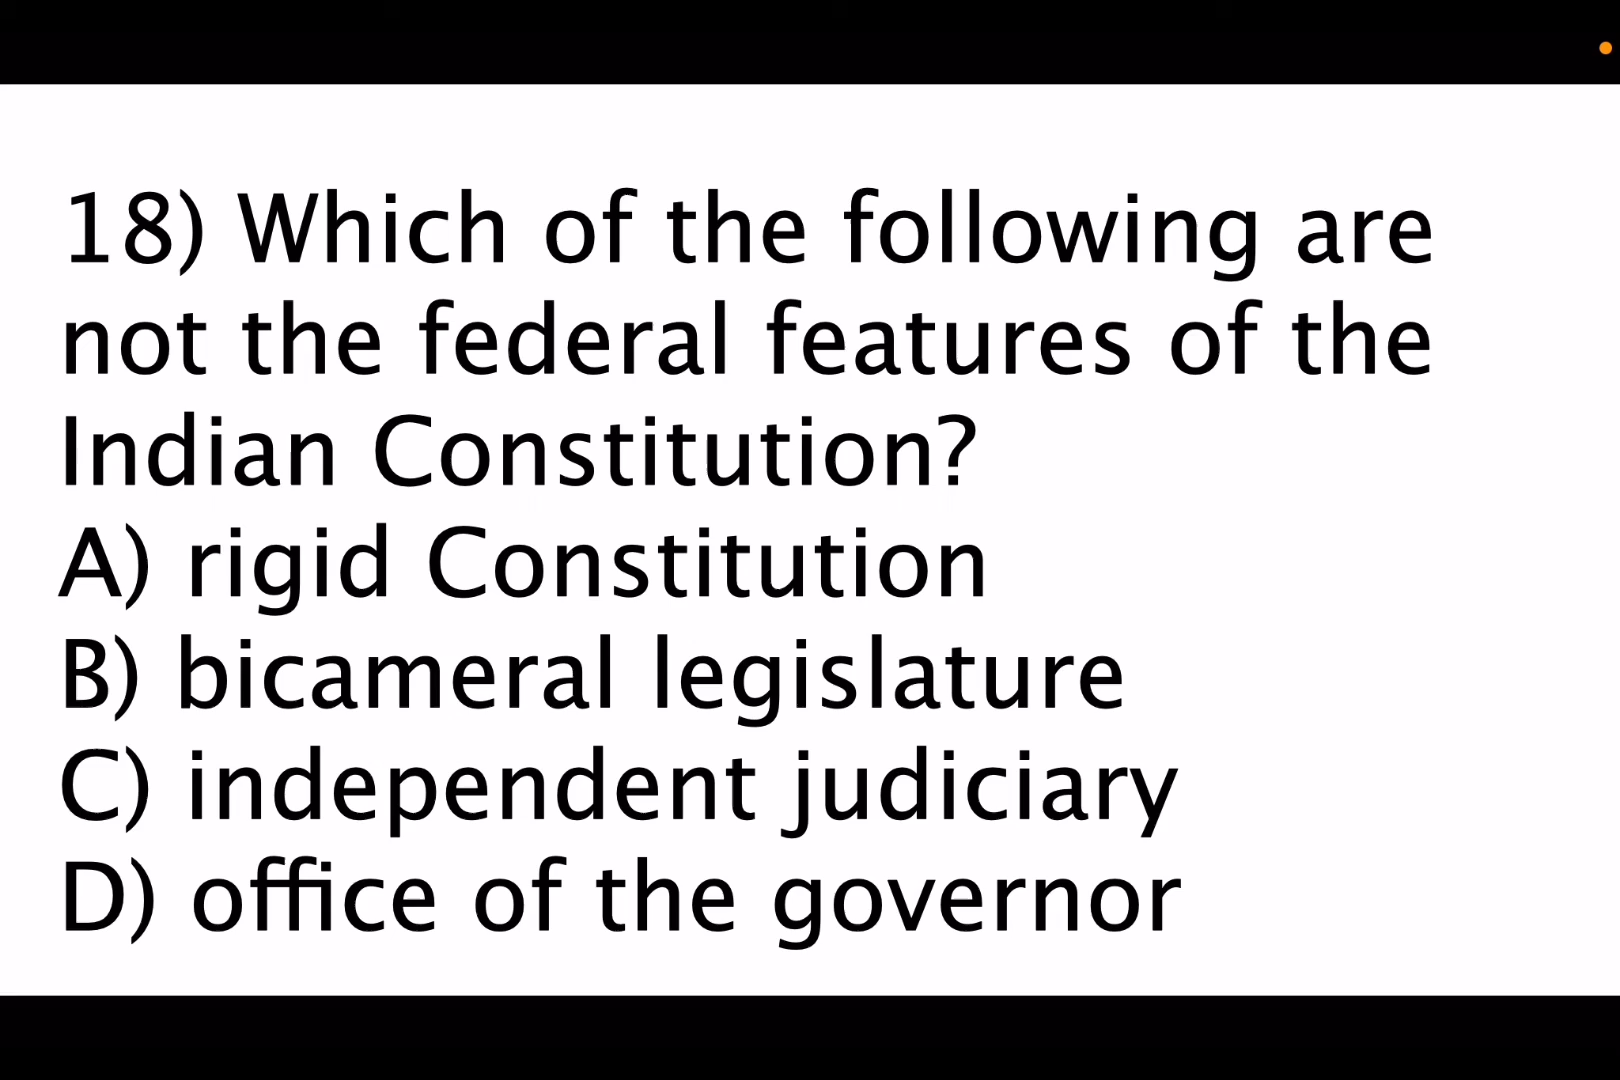 18) Which of the following are
not the federal features of the
Indian Constitution?
A) rigid Constitution
B) bicameral legislature
C) independent judiciary
D) office of the governor